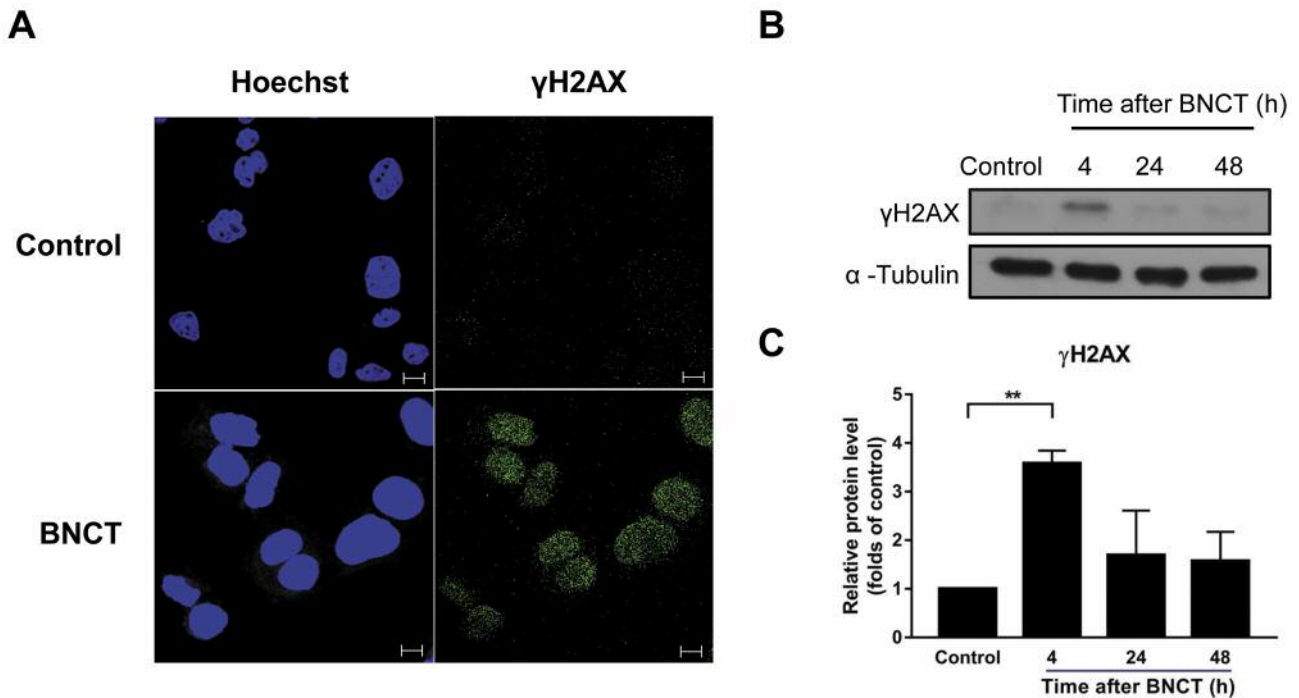 A
Hoechst
γH2AX
Control
BNCT
B
Time after BNCT (h)
Control 4 24 48
γH2AX
α -Tubulin
C
γH2AX
Relative protein level
(folds of control)
5
4
3
2
1
0
**
Control 4 24 48
Time after BNCT (h)